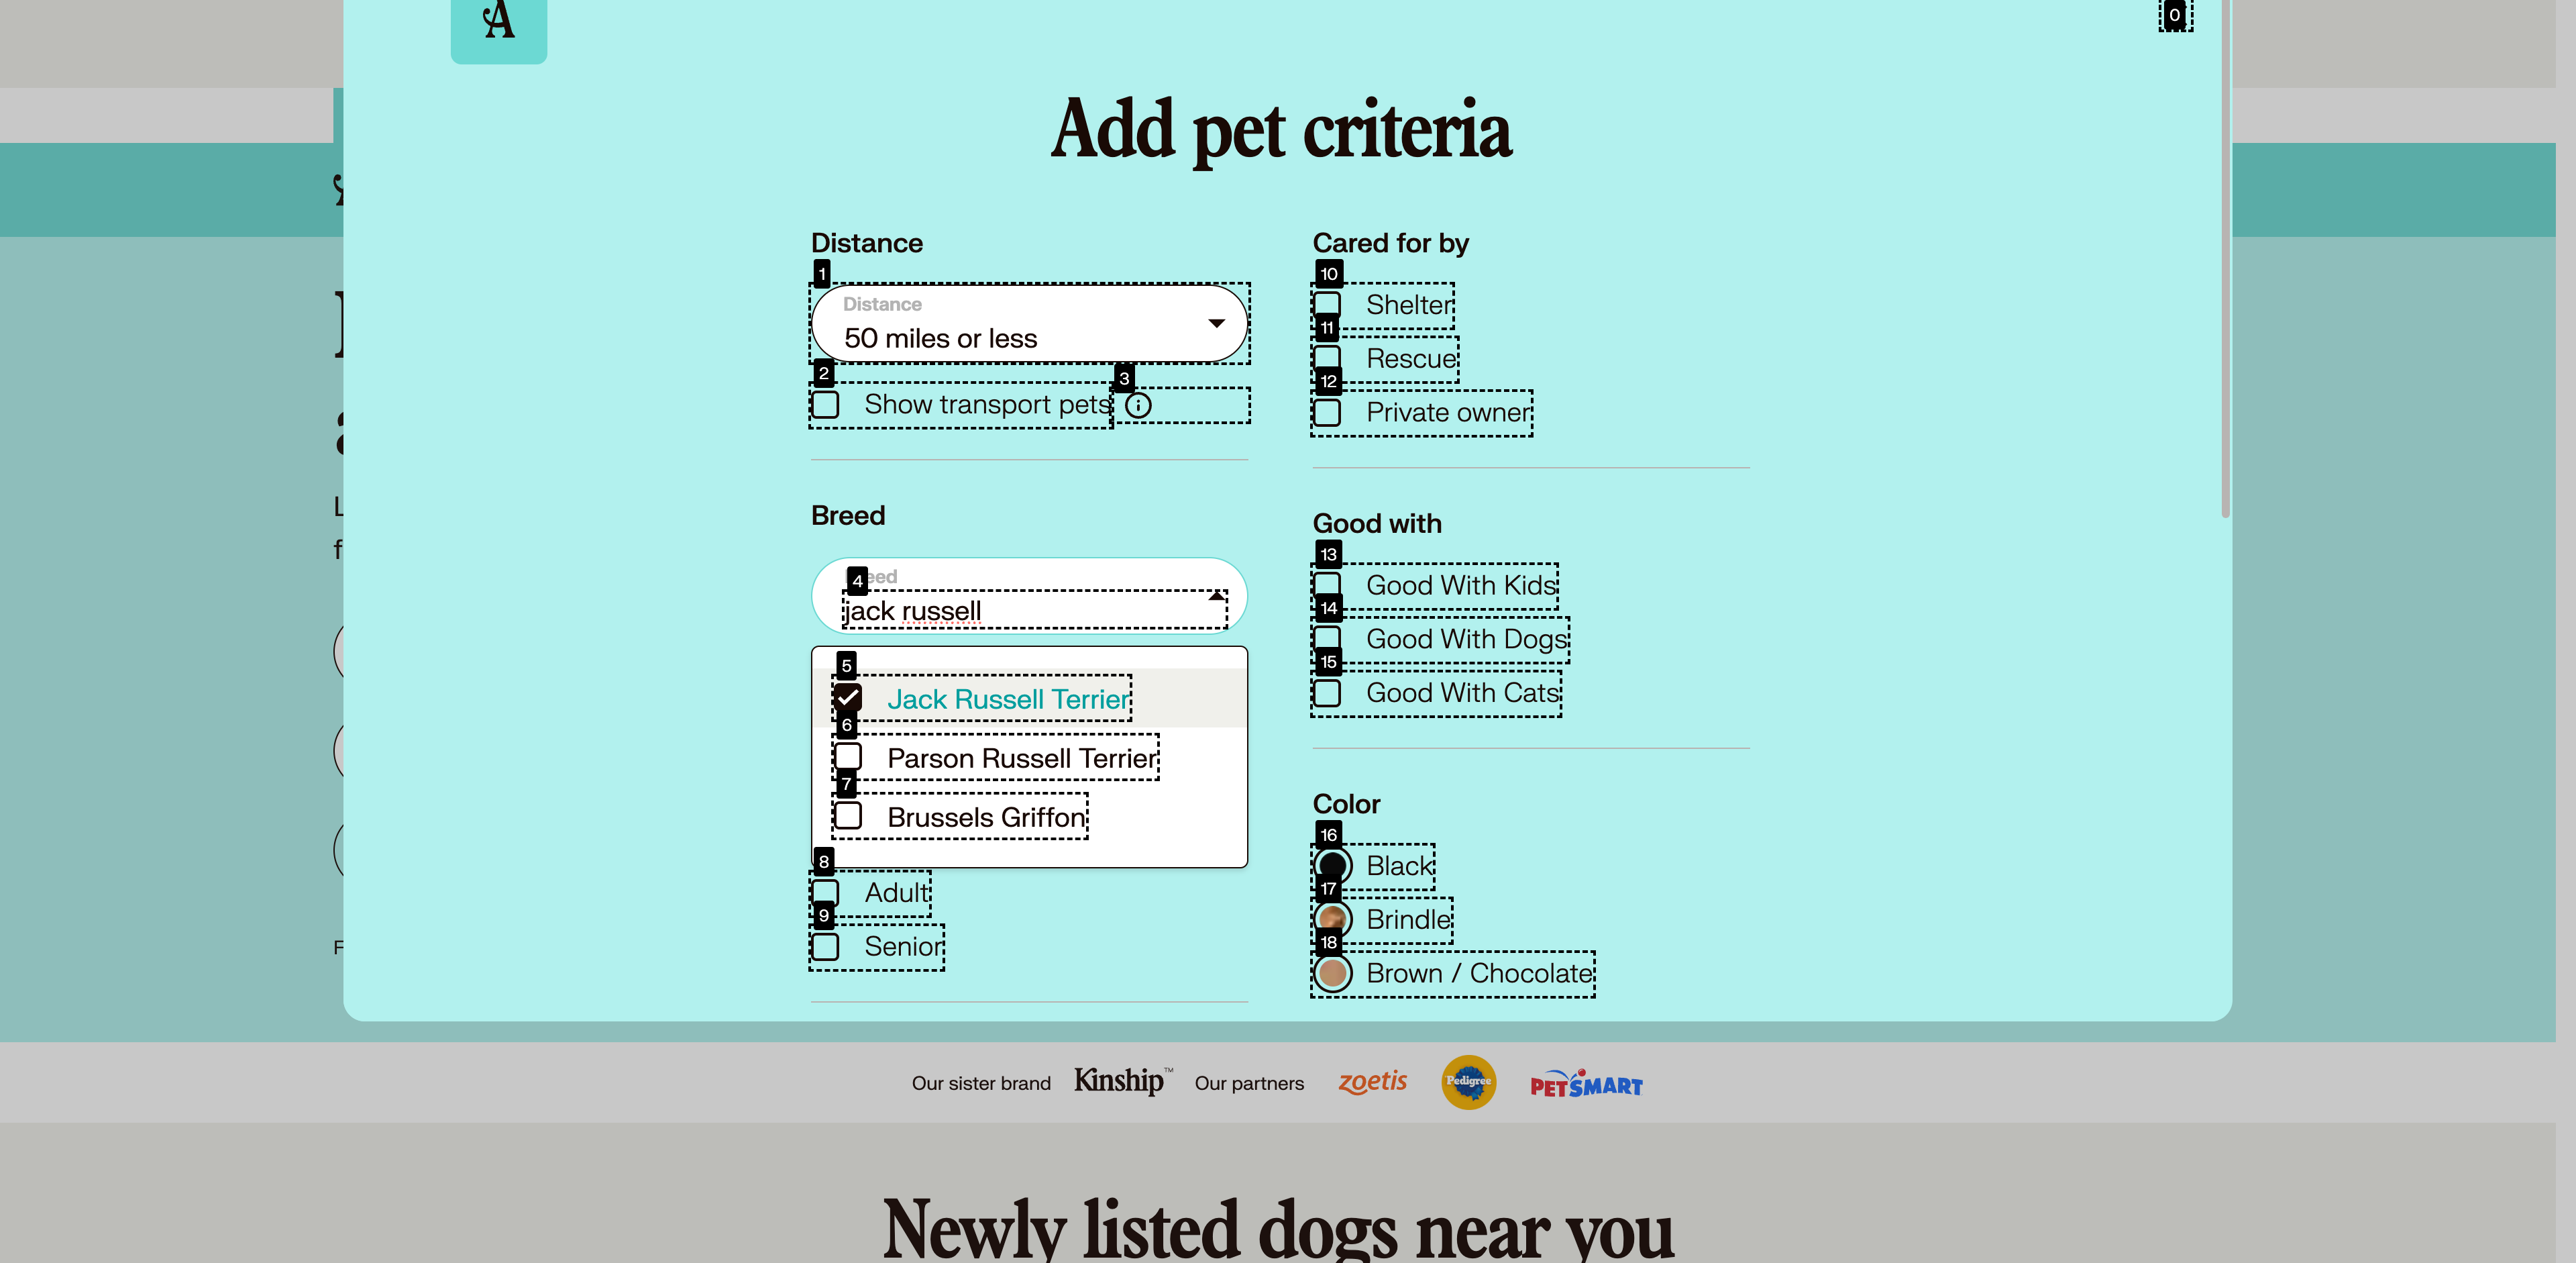 A
0
Add pet criteria
Distance
1
Distance
50 miles or less
2
Show transport pets
3
Breed
4
eed
jack russell
5
Jack Russell Terrier
6
Parson Russell Terrier
7
Brussels Griffon
8
Adult
9
Senior
Cared for by
10
Shelter
11
Rescue
12
Private owner
Good with
13
Good With Kids
14
Good With Dogs
15
Good With Cats
Color
16
Black
17
Brindle
18
Brown / Chocolate
L
f
F
Our sister brand Kinship™ Our partners zoetis Pedigree PETSMART
Newly listed dogs near you